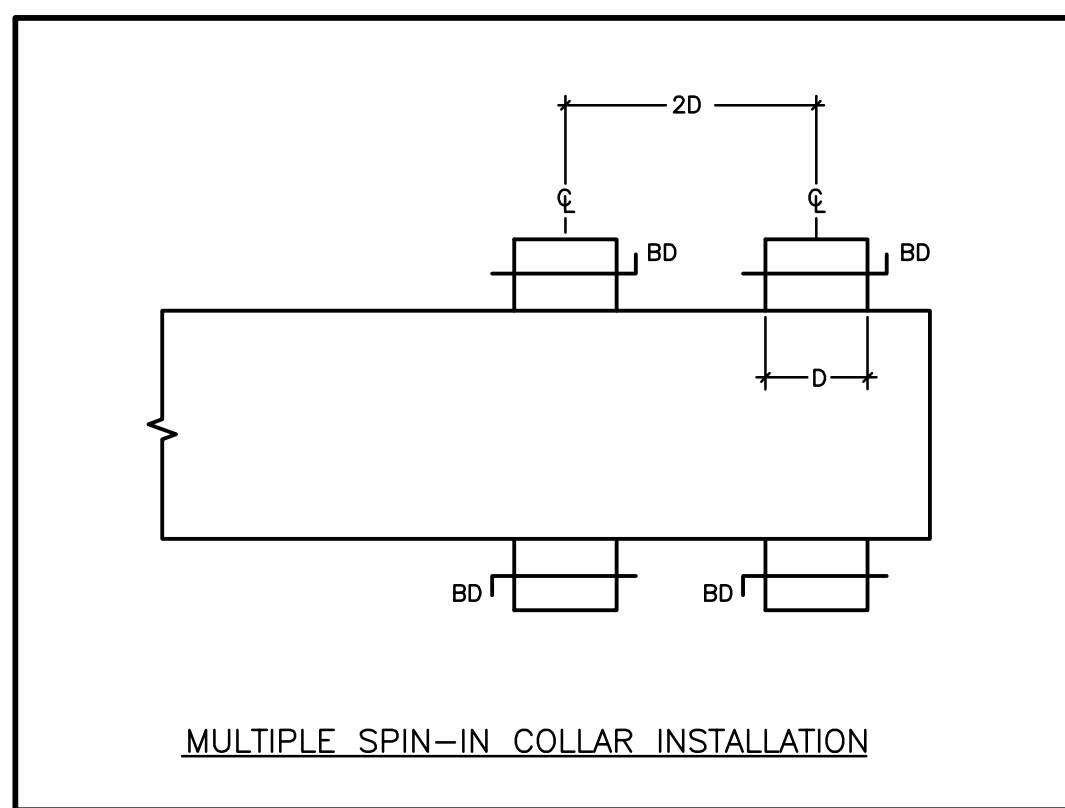 2D
℄ ℄
BD BD
D
BD BD
MULTIPLE SPIN-IN COLLAR INSTALLATION